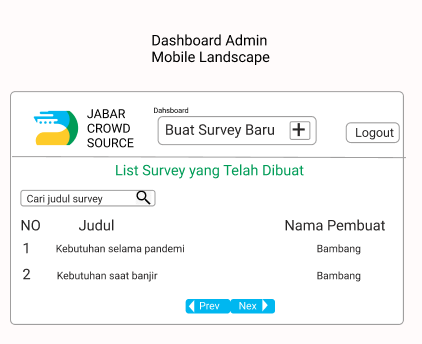 Dashboard Admin
Mobile Landscape
JABAR
CROWD
SOURCE
Dahsboard
Buat Survey Baru
Logout
List Survey yang Telah Dibuat
Cari judul survey
NO Judul Nama Pembuat
1 Kebutuhan selama pandemi Bambang
2 Kebutuhan saat banjir Bambang
Prev Nex